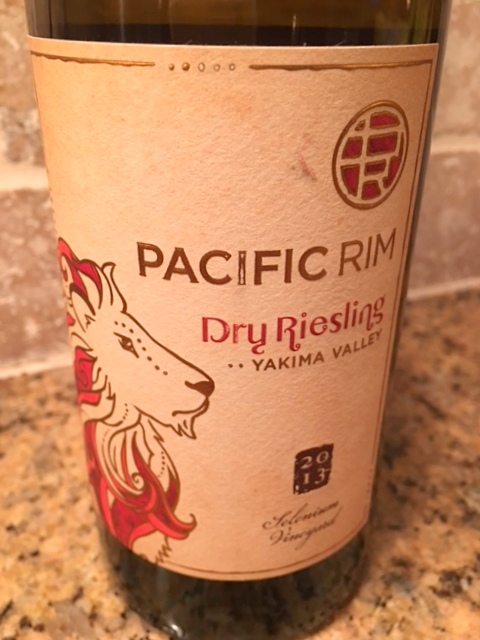 PACIFIC RIM
Dry Riesling
YAKIMA VALLEY
20
13
Selenium
Vineyard